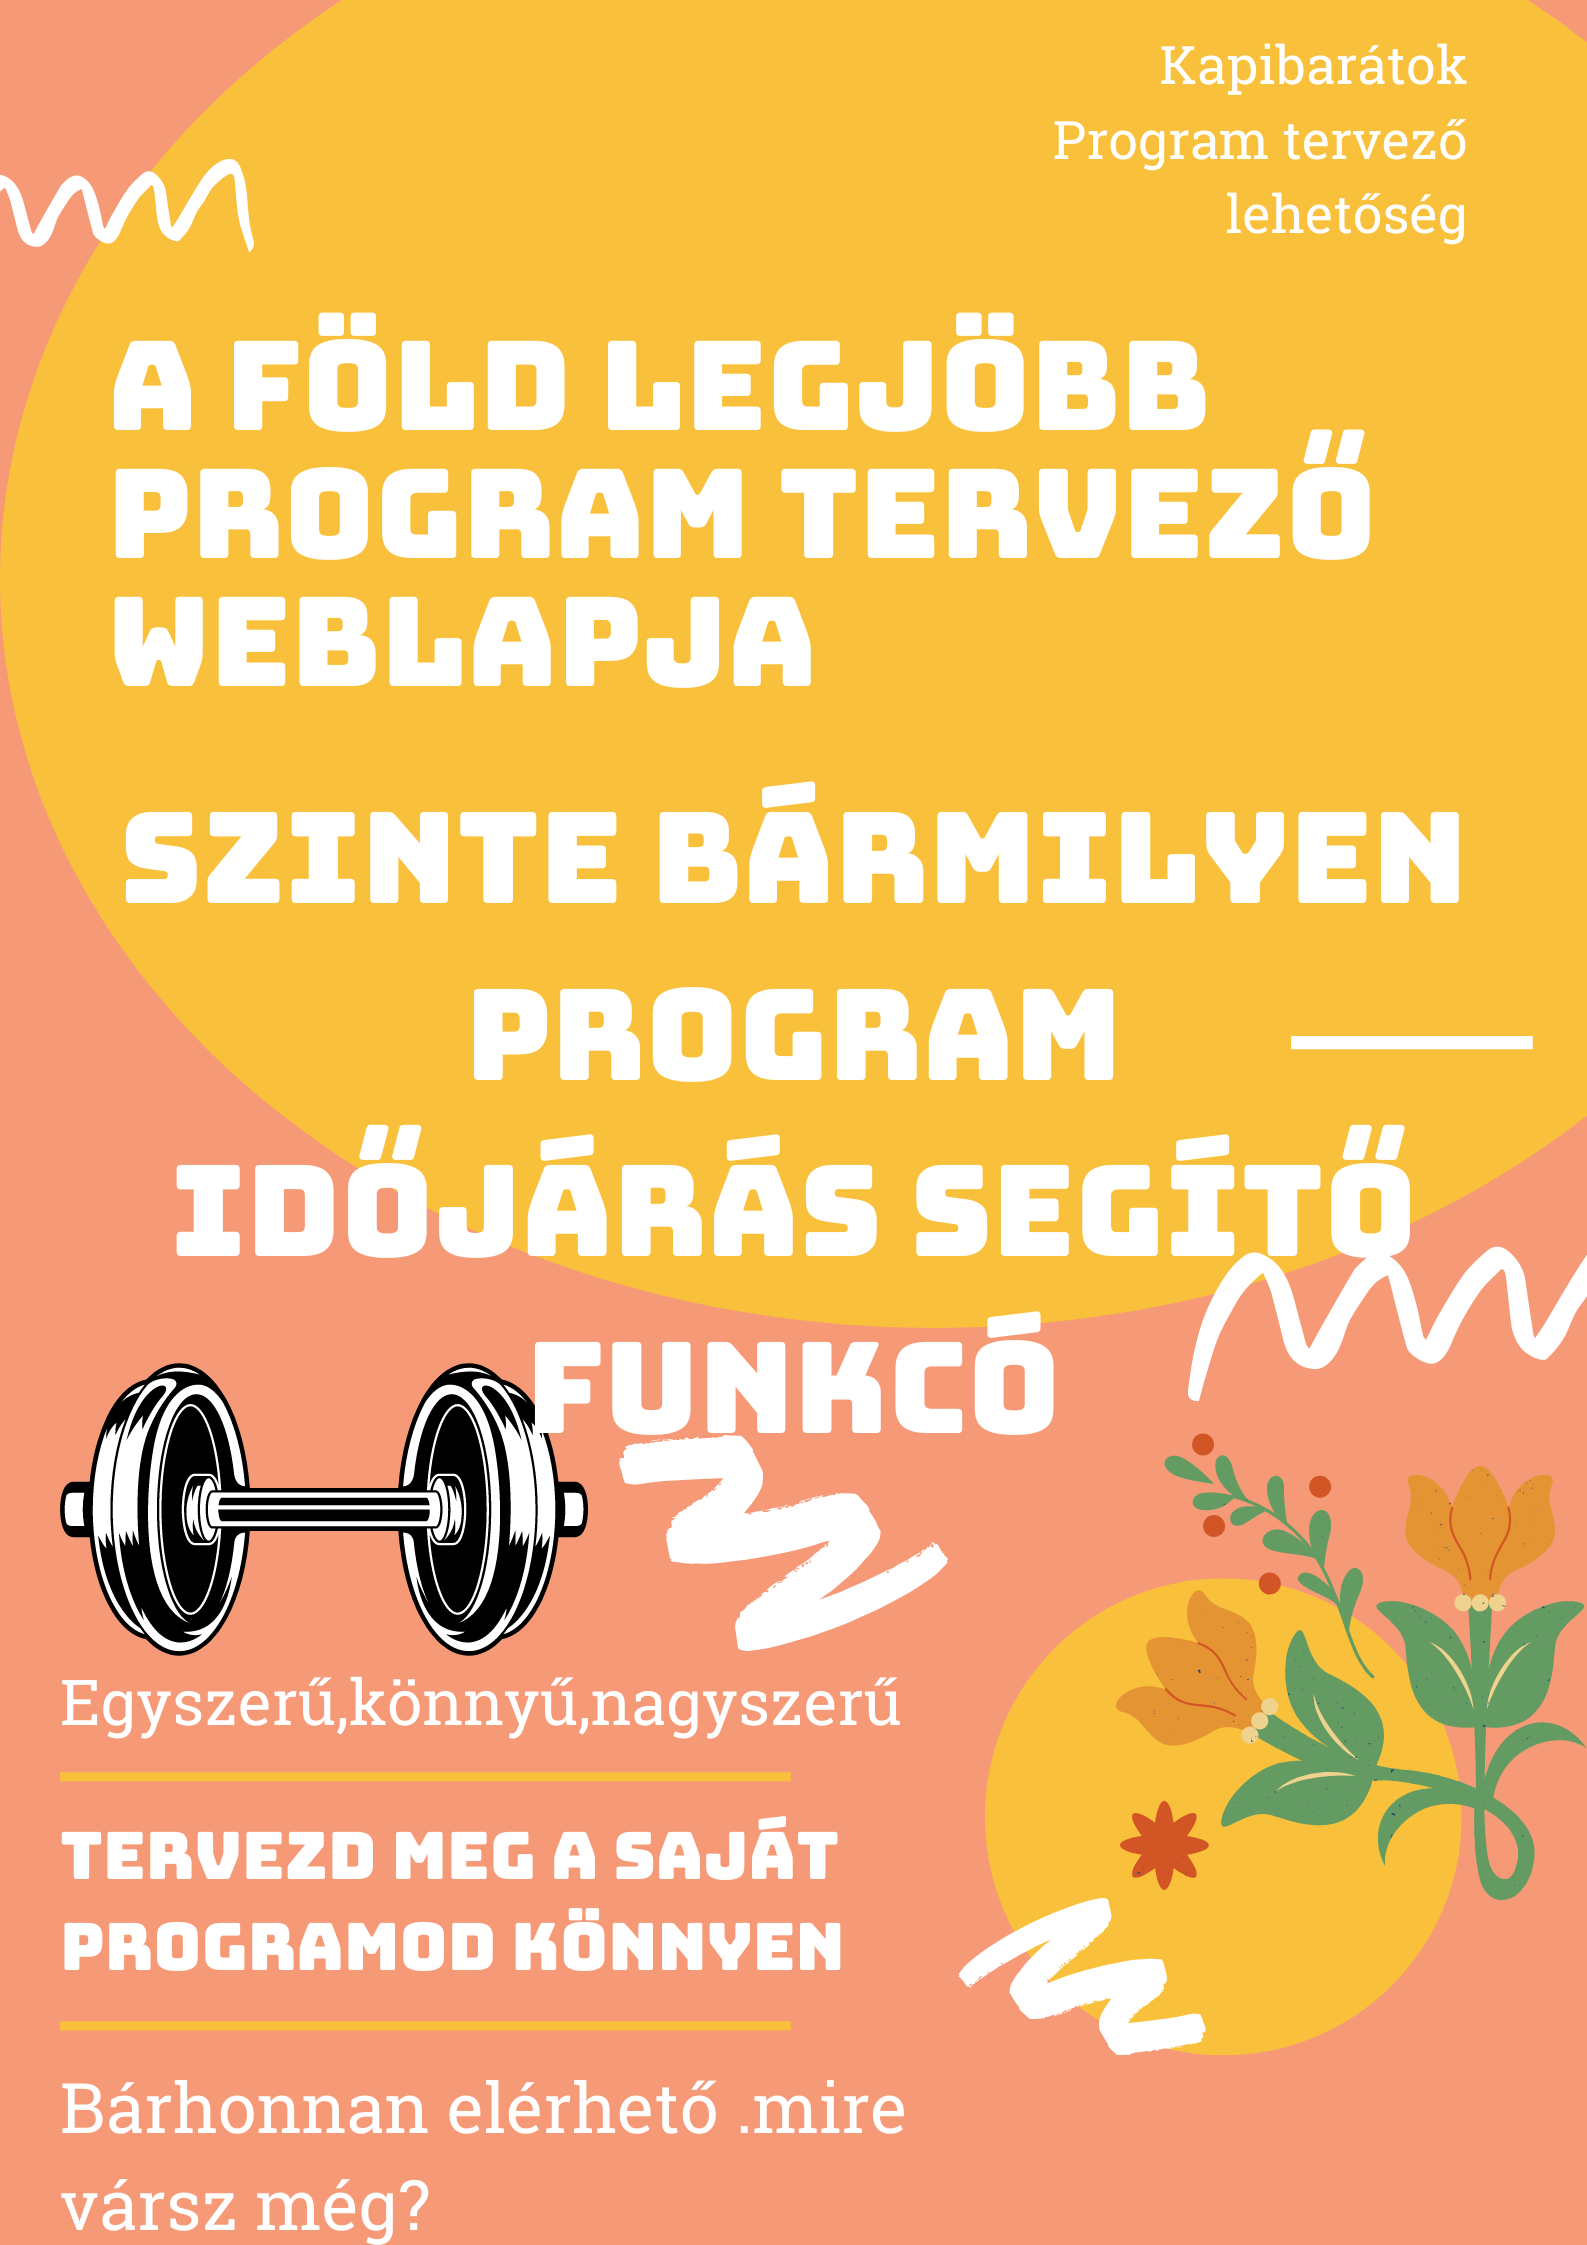 Kapibarátok
Program tervező
lehetőség
A FÖLD LEGJOBB
PROGRAM TERVEZŐ
WEBLAPJA
SZINTE BÁRMILYEN
PROGRAM
IDŐJÁRÁS SEGÍTŐ
FUNKCÓ
Egyszerű,könnyű,nagyszerű
TERVEZD MEG A SAJÁT
PROGRAMOD KÖNNYEN
Bárhonnan elérhető .mire
vársz még?